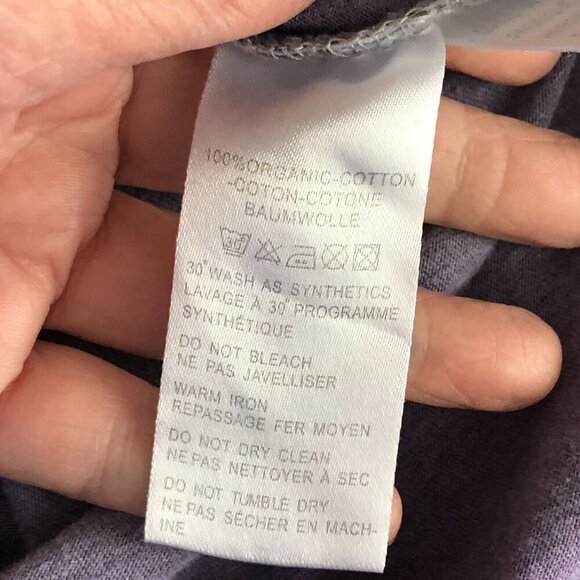 100% ORGANIC-COTTON
-COTON-COTONE
BAUMWOLLE
30°
30° WASH AS SYNTHETICS
LAVAGE À 30° PROGRAMME
SYNTHÉTIQUE
DO NOT BLEACH
NE PAS JAVELLISER
WARM IRON
REPASSAGE FER MOYEN
DO NOT DRY CLEAN
NE PAS NETTOYER À SEC
DO NOT TUMBLE DRY
NE PAS SÉCHER EN MACH-
INE